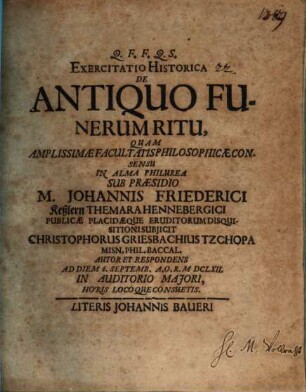 Q. F. F. Q. S.
EXERCITATIO HISTORICA
DE
ANTIQUO FU-
NERUM RITU,
QUAM
AMPLISSIMÆ FACULTATIS PHILOSOPHICÆ CON-
SENSU
IN ALMA PHILUREA
SUB PRÆSIDIO
M. JOHANNIS FRIEDERICI
Keßlern THEMARA HENNEBERGICI
PUBLICÆ PLACIDÆQUE ERUDITORUM DISQUI-
SITIONI SUBJICIT
CHRISTOPHORUS GRIESBACHIUS TZCHOPA
MISN. PHIL. BACCAL.
AUTOR ET RESPONDENS
AD DIEM 6. SEPTEMB. A.O.R. M DCLXII.
IN AUDITORIO MAJORI,
HORIS LOCOQUE CONSUETIS.
LITERIS JOHANNIS BAUERI